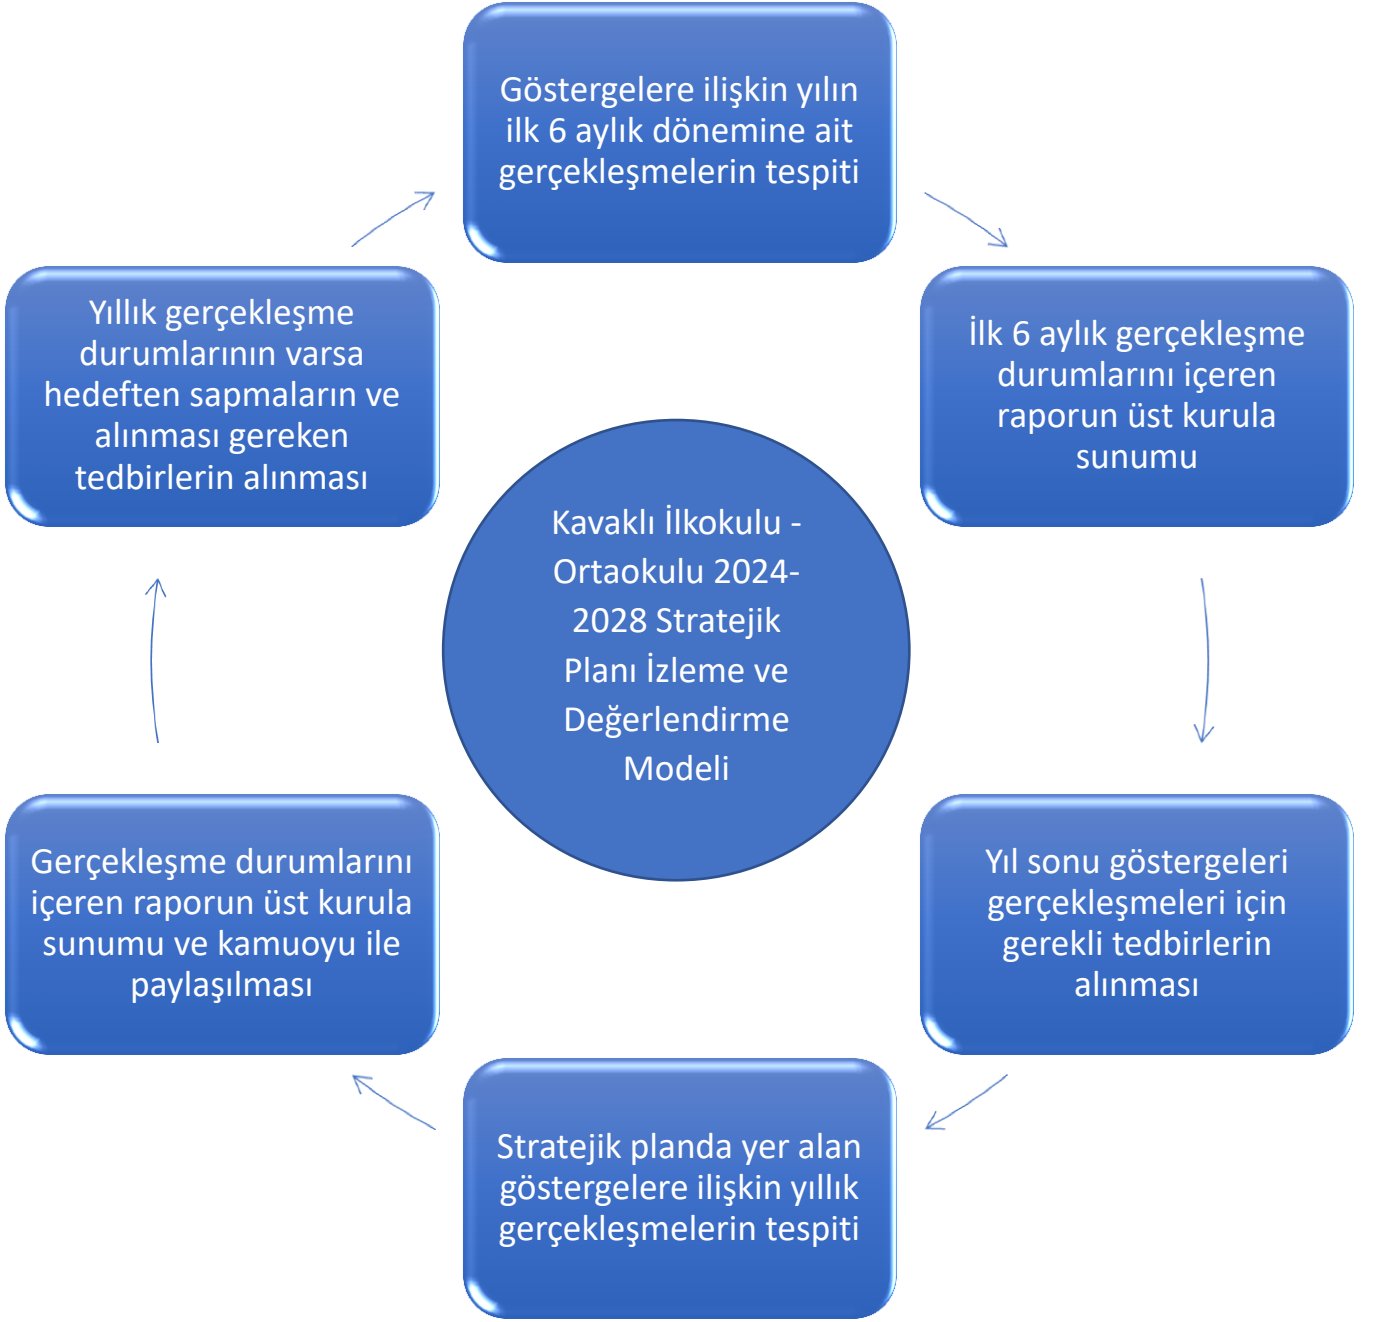 Göstergelere ilişkin yılın
ilk 6 aylık dönemine ait
gerçekleşmelerin tespiti
İlk 6 aylık gerçekleşme
durumlarını içeren
raporun üst kurula
sunumu
Yıl sonu göstergeleri
gerçekleşmeleri için
gerekli tedbirlerin
alınması
Stratejik planda yer alan
göstergelere ilişkin yıllık
gerçekleşmelerin tespiti
Gerçekleşme durumlarını
içeren raporun üst kurula
sunumu ve kamuoyu ile
paylaşılması
Yıllık gerçekleşme
durumlarının varsa
hedeften sapmaların ve
alınması gereken
tedbirlerin alınması
Kavaklı İlkokulu -
Ortaokulu 2024-
2028 Stratejik
Planı İzleme ve
Değerlendirme
Modeli